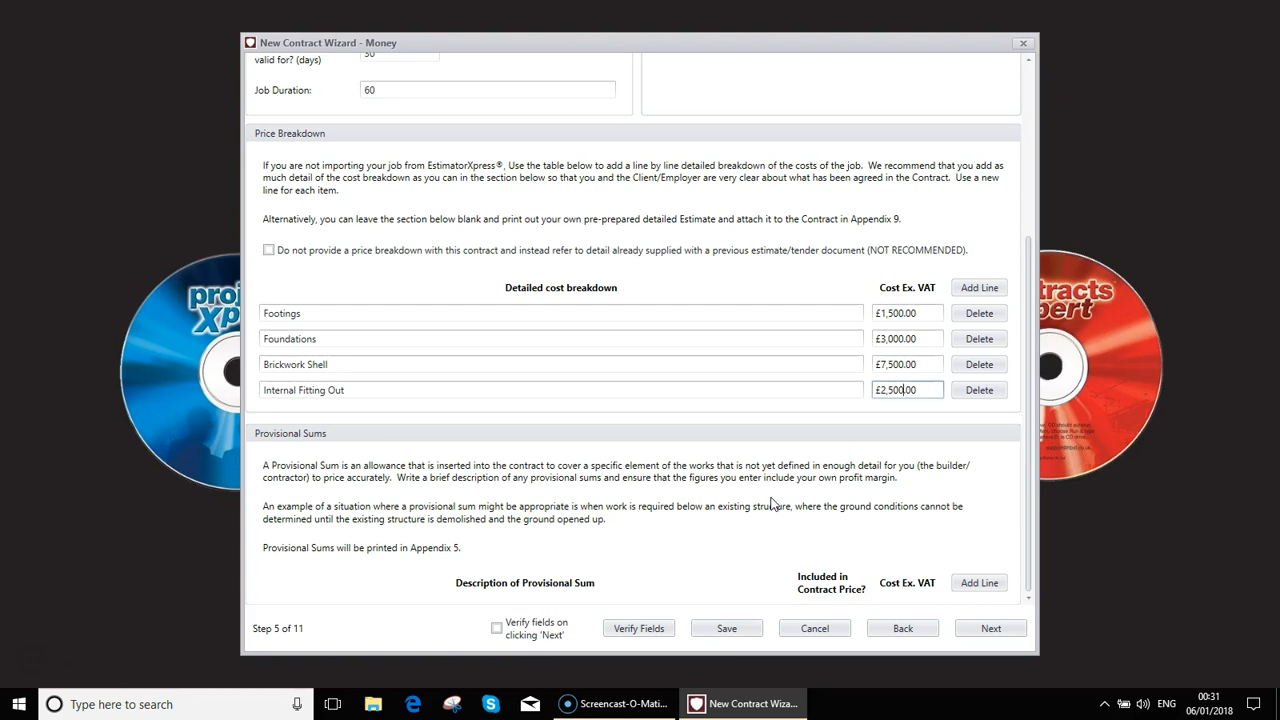 New Contract Wizard - Money
valid for? (days)
30
Job Duration:
60
Price Breakdown
If you are not importing your job from EstimatorXpress®, Use the table below to add a line by line detailed breakdown of the costs of the job. We recommend that you add as
much detail of the cost breakdown as you can in the section below so that you and the Client/Employer are very clear about what has been agreed in the Contract. Use a new
line for each item.
Alternatively, you can leave the section below blank and print out your own pre-prepared detailed Estimate and attach it to the Contract in Appendix 9.
Do not provide a price breakdown with this contract and instead refer to detail already supplied with a previous estimate/tender document (NOT RECOMMENDED).
Detailed cost breakdown Cost Ex. VAT Add Line
Footings £1,500.00 Delete
Foundations £3,000.00 Delete
Brickwork Shell £7,500.00 Delete
Internal Fitting Out £2,500.00 Delete
Provisional Sums
A Provisional Sum is an allowance that is inserted into the contract to cover a specific element of the works that is not yet defined in enough detail for you (the builder/
contractor) to price accurately. Write a brief description of any provisional sums and ensure that the figures you enter include your own profit margin.
An example of a situation where a provisional sum might be appropriate is when work is required below an existing structure, where the ground conditions cannot be
determined until the existing structure is demolished and the ground opened up.
Provisional Sums will be printed in Appendix 5.
Description of Provisional Sum
Included in
Contract Price?
Cost Ex. VAT
Add Line
Step 5 of 11
Verify fields on
clicking 'Next'
Verify Fields
Save
Cancel
Back
Next
proj
Xp
tracts
pert
Type here to search
Screencast-O-Mati...
New Contract Wiza...
ENG
00:31
06/01/2018